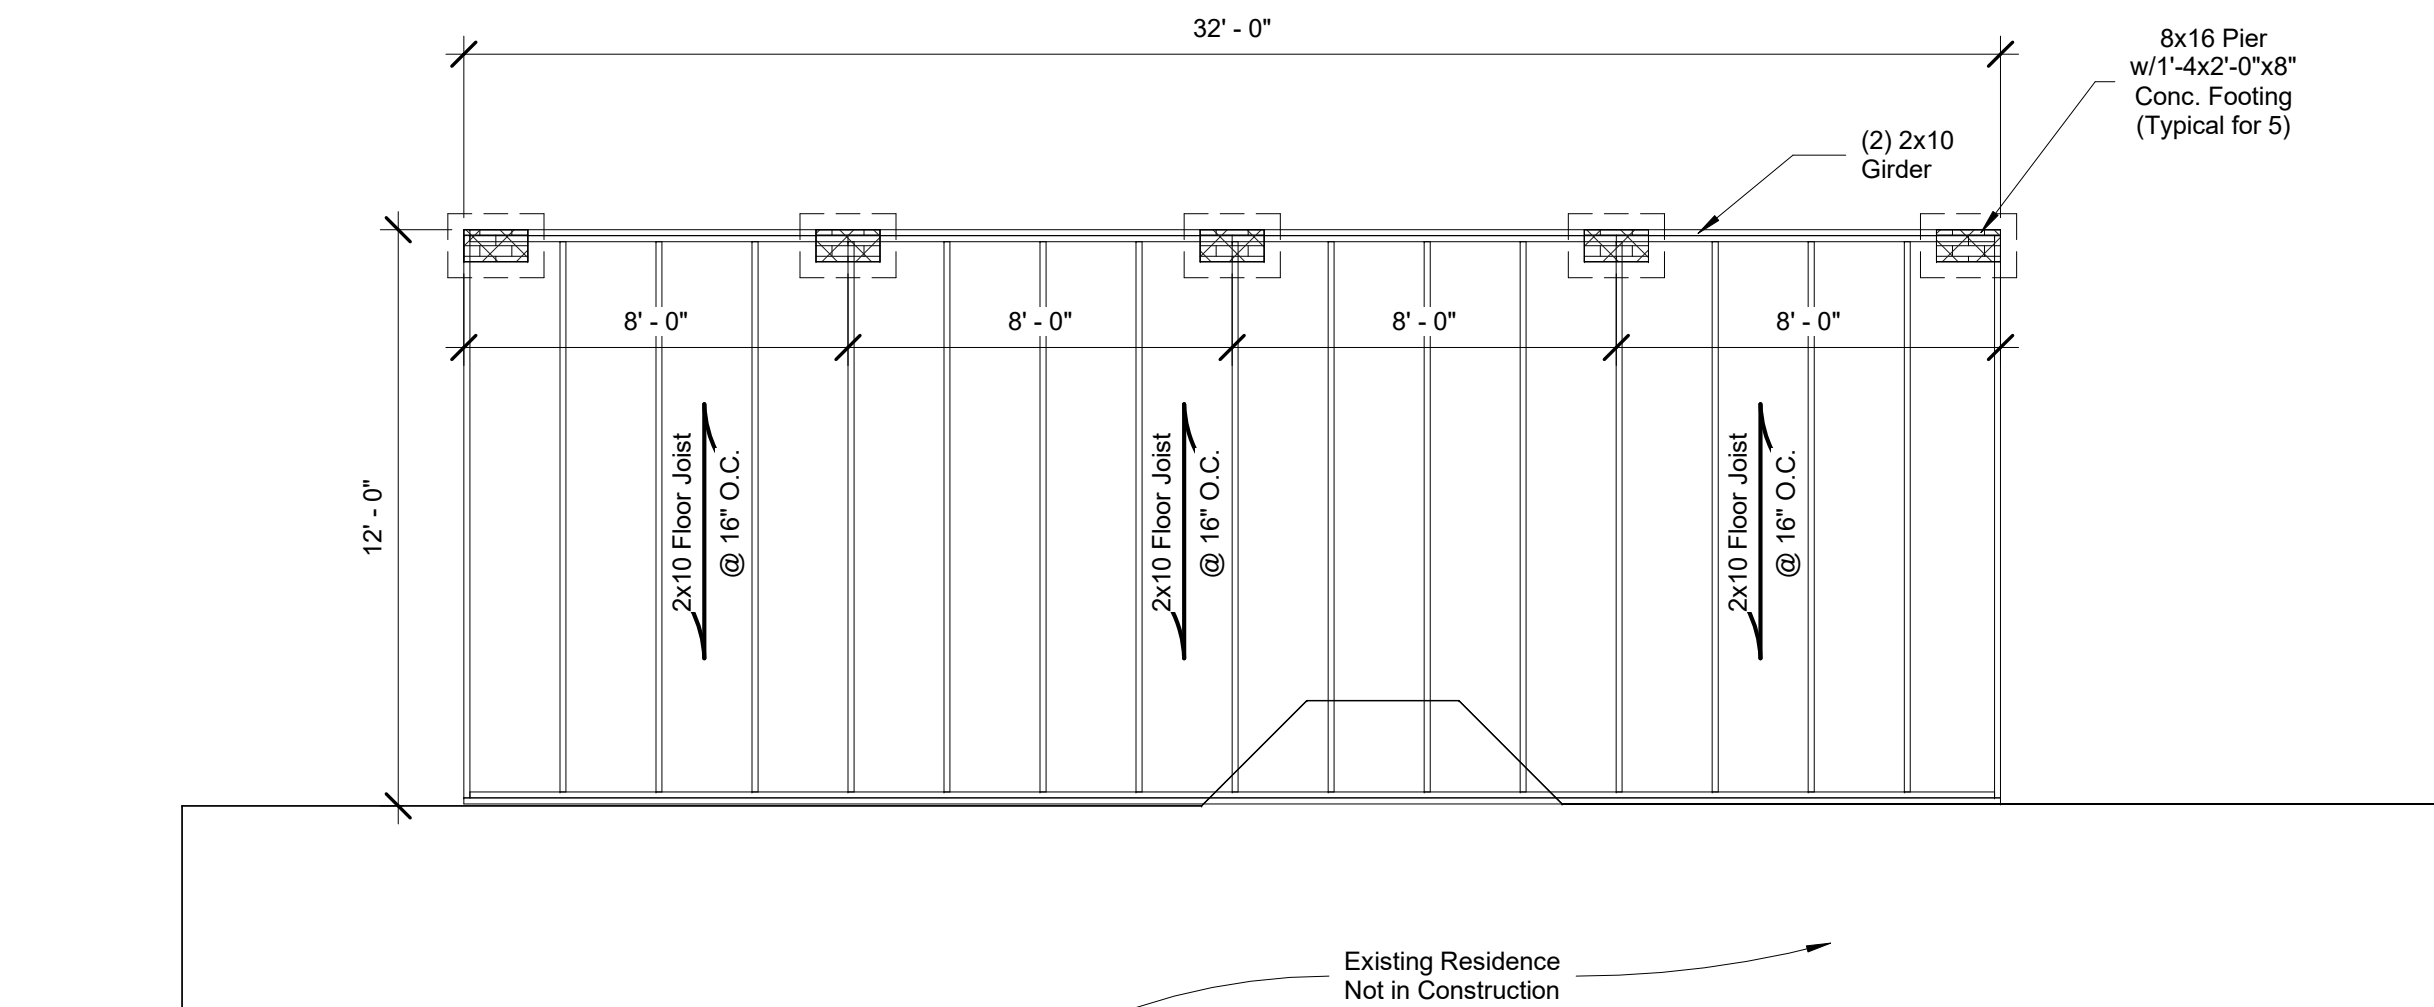 32' - 0"
8x16 Pier
w/1'-4x2'-0"x8"
Conc. Footing
(Typical for 5)
(2) 2x10
Girder
8' - 0"
8' - 0"
8' - 0"
8' - 0"
12' - 0"
2x10 Floor Joist
@ 16" O.C.
2x10 Floor Joist
@ 16" O.C.
2x10 Floor Joist
@ 16" O.C.
Existing Residence
Not in Construction